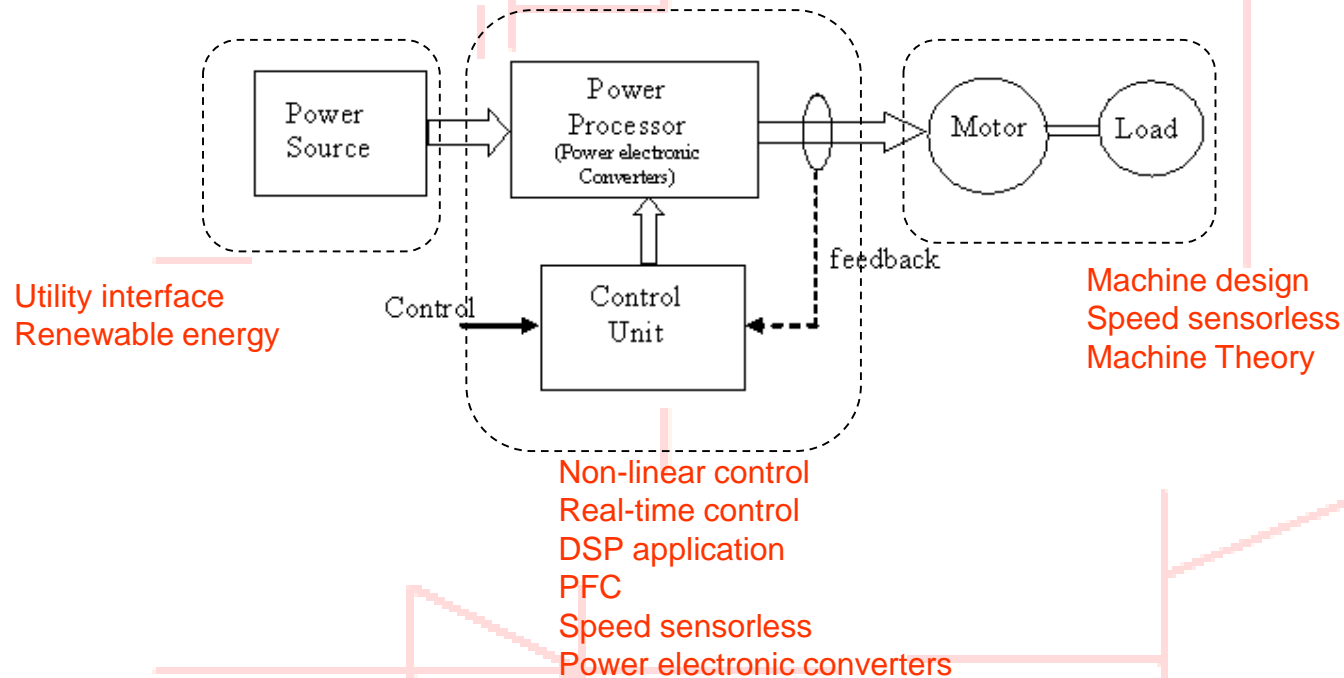 Power
Source
Power
Processor
(Power electronic
Converters)
Motor
Load
feedback
Control
Control
Unit
Utility interface
Renewable energy
Machine design
Speed sensorless
Machine Theory
Non-linear control
Real-time control
DSP application
PFC
Speed sensorless
Power electronic converters